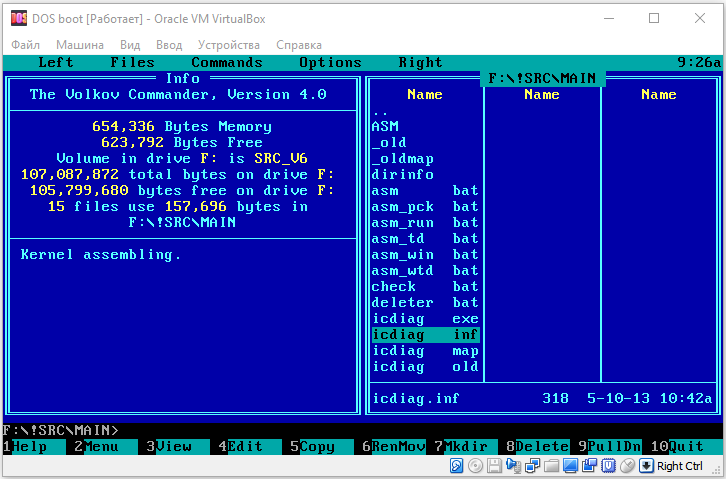 DOS boot [Работает] - Oracle VM VirtualBox
Файл Машина Вид Ввод Устройства Справка
Left Files Commands Options Right 9:26a
Info
The Volkov Commander, Version 4.0
654,336 Bytes Memory
623,792 Bytes Free
Volume in drive F: is SRC_V6
107,087,872 total bytes on drive F:
105,799,680 bytes free on drive F:
15 files use 157,696 bytes in
F:\!SRC\MAIN
Kernel assembling.
F:\!SRC\MAIN
Name Name Name
..
ASM
_old
_oldmap
dirinfo
asm bat
asm_pck bat
asm_run bat
asm_td bat
asm_win bat
asm_wtd bat
check bat
deleter bat
icdiag exe
icdiag inf
icdiag map
icdiag old
icdiag.inf 318 5-10-13 10:42a
F:\!SRC\MAIN>
1Help 2Menu 3View 4Edit 5Copy 6RenMov 7Mkdir 8Delete 9PullDn 10Quit
Right Ctrl